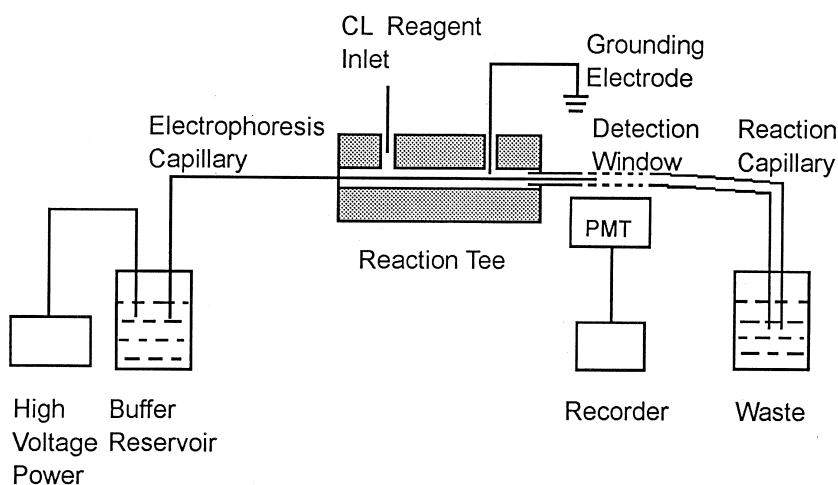 CL Reagent
Inlet
Grounding
Electrode
Electrophoresis
Capillary
Detection
Window
Reaction
Capillary
PMT
Reaction Tee
High
Voltage
Power
Buffer
Reservoir
Recorder
Waste